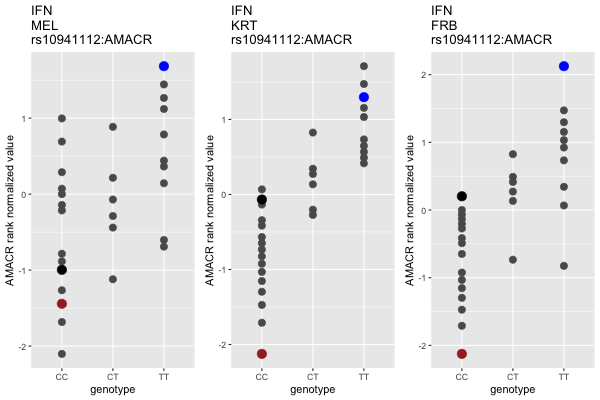 IFN
MEL
rs10941112:AMACR
AMACR rank normalized value
1
0
-1
-2
CC CT TT
genotype
IFN
KRT
rs10941112:AMACR
AMACR rank normalized value
1
0
-1
-2
CC CT TT
genotype
IFN
FRB
rs10941112:AMACR
AMACR rank normalized value
2
1
0
-1
-2
CC CT TT
genotype